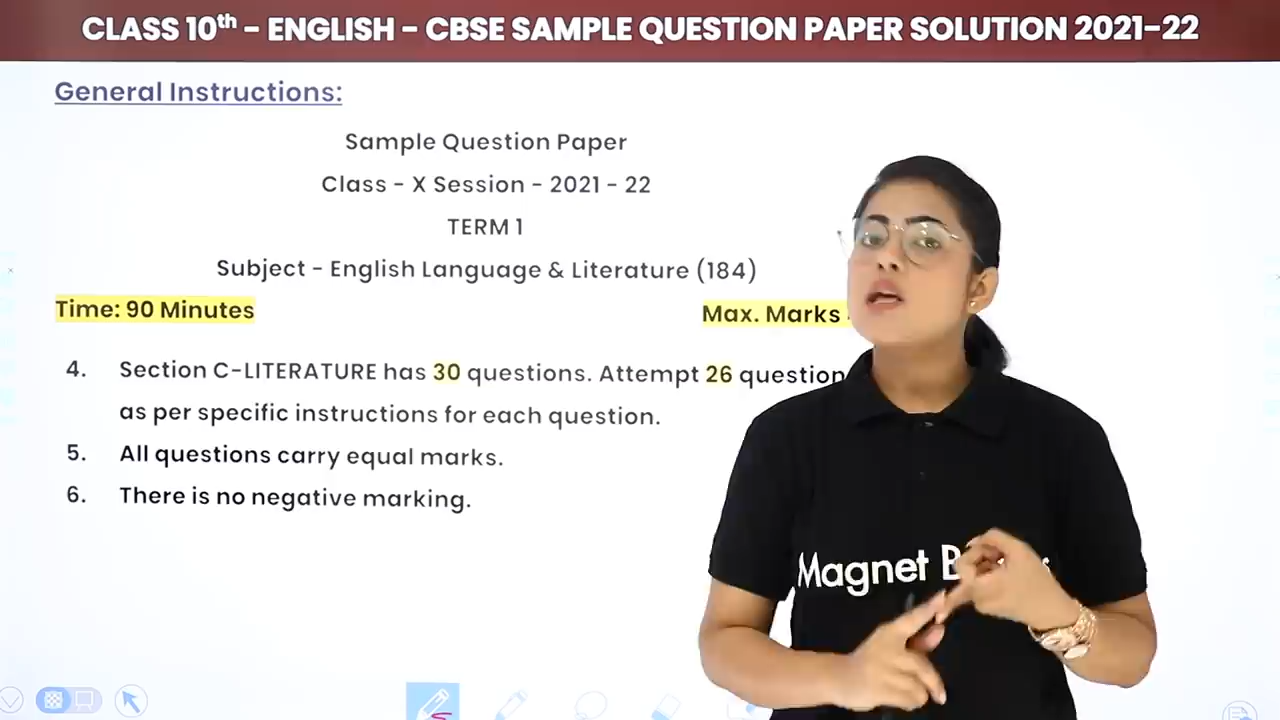 CLASS 10th - ENGLISH - CBSE SAMPLE QUESTION PAPER SOLUTION 2021-22
General Instructions:
Sample Question Paper
Class - X Session - 2021 - 22
TERM 1
Subject - English Language & Literature (184)
Time: 90 Minutes
Max. Marks
4. Section C-LITERATURE has 30 questions. Attempt 26 question
as per specific instructions for each question.
5. All questions carry equal marks.
6. There is no negative marking.
Magnet B